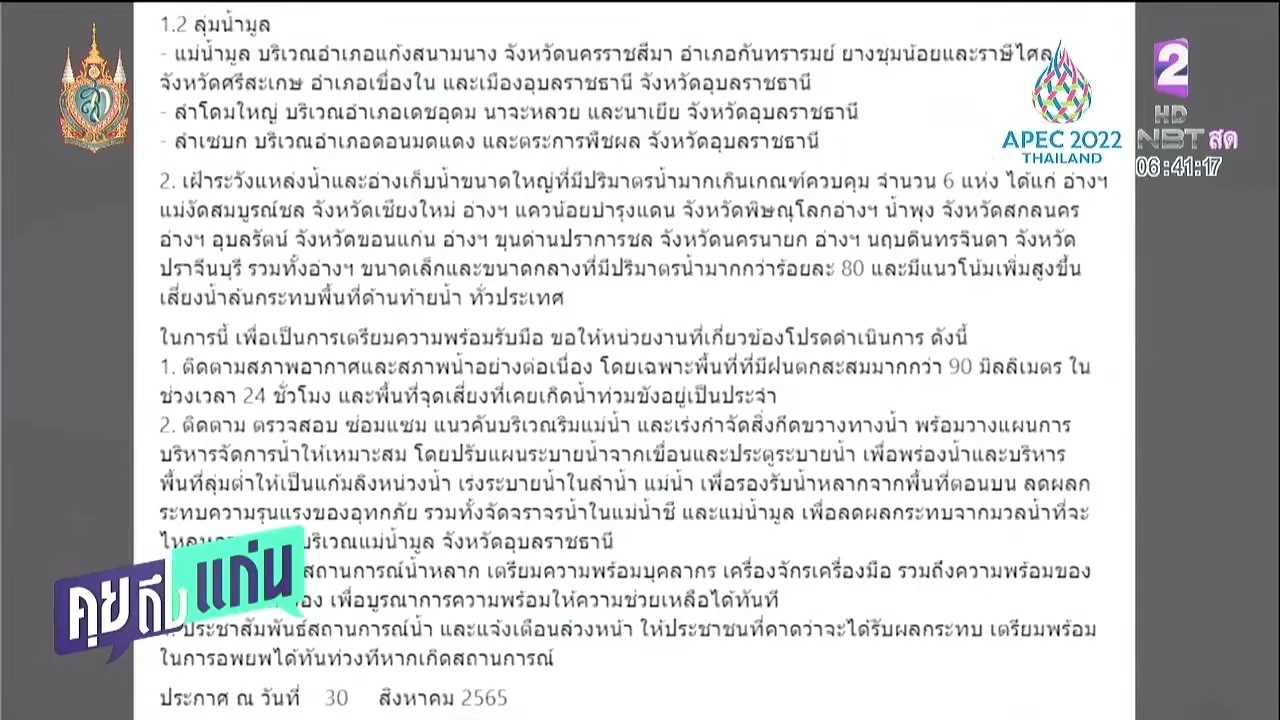 1.2 ลุ่มน้ำมูล
- แม่น้ำมูล บริเวณอำเภอแก้งสนามนาง จังหวัดนครราชสีมา อำเภอกันทรารมย์ ยางชุมน้อยและราษีไศล
จังหวัดศรีสะเกษ อำเภอเขื่องใน และเมืองอุบลราชธานี จังหวัดอุบลราชธานี
- ลำโดมใหญ่ บริเวณอำเภอเดชอุดม นาจะหลวย และนาเยีย จังหวัดอุบลราชธานี
- ลำเซบก บริเวณอำเภอดอนมดแดง และตระการพืชผล จังหวัดอุบลราชธานี
2. เฝ้าระวังแหล่งน้ำและอ่างเก็บน้ำขนาดใหญ่ที่มีปริมาตรน้ำมากเกินเกณฑ์ควบคุม จำนวน 6 แห่ง ได้แก่ อ่างฯ
แม่งัดสมบูรณ์ชล จังหวัดเชียงใหม่ อ่างฯ แควน้อยบำรุงแดน จังหวัดพิษณุโลกอ่างฯ น้ำพุง จังหวัดสกลนคร
อ่างฯ อุบลรัตน์ จังหวัดขอนแก่น อ่างฯ ขุนด่านปราการชล จังหวัดนครนายก อ่างฯ นฤบดินทรจินดา จังหวัด
ปราจีนบุรี รวมทั้งอ่างฯ ขนาดเล็กและขนาดกลางที่มีปริมาตรน้ำมากกว่าร้อยละ 80 และมีแนวโน้มเพิ่มสูงขึ้น
เสี่ยงน้ำล้นกระทบพื้นที่ด้านท้ายน้ำ ทั่วประเทศ
ในการนี้ เพื่อเป็นการเตรียมความพร้อมรับมือ ขอให้หน่วยงานที่เกี่ยวข้องโปรดดำเนินการ ดังนี้
1. ติดตามสภาพอากาศและสภาพน้ำอย่างต่อเนื่อง โดยเฉพาะพื้นที่ที่มีฝนตกสะสมมากกว่า 90 มิลลิเมตร ใน
ช่วงเวลา 24 ชั่วโมง และพื้นที่จุดเสี่ยงที่เคยเกิดน้ำท่วมขังอยู่เป็นประจำ
2. ติดตาม ตรวจสอบ ซ่อมแซม แนวคันบริเวณริมแม่น้ำ และเร่งกำจัดสิ่งกีดขวางทางน้ำ พร้อมวางแผนการ
บริหารจัดการน้ำให้เหมาะสม โดยปรับแผนระบายน้ำจากเขื่อนและประตูระบายน้ำ เพื่อพร่องน้ำและบริหาร
พื้นที่ลุ่มต่ำให้เป็นแก้มลิงหน่วงน้ำ เร่งระบายน้ำในลำน้ำ แม่น้ำ เพื่อรองรับน้ำหลากจากพื้นที่ตอนบน ลดผลก
ระทบความรุนแรงของอุทกภัย รวมทั้งจัดจราจรน้ำในแม่น้ำชี และแม่น้ำมูล เพื่อลดผลกระทบจากมวลน้ำที่จะ
บริเวณแม่น้ำมูล จังหวัดอุบลราชธานี
สถานการณ์น้ำหลาก เตรียมความพร้อมบุคลากร เครื่องจักรเครื่องมือ รวมถึงความพร้อมของ
เพื่อบูรณาการความพร้อมให้ความช่วยเหลือได้ทันที
ประชาสัมพันธ์สถานการณ์น้ำ และแจ้งเตือนล่วงหน้า ให้ประชาชนที่คาดว่าจะได้รับผลกระทบ เตรียมพร้อม
ในการอพยพได้ทันท่วงทีหากเกิดสถานการณ์
ประกาศ ณ วันที่ 30 สิงหาคม 2565
APEC 2022
THAILAND
2
HD
NBT สด
06:41:17
คุยถึงแก่น